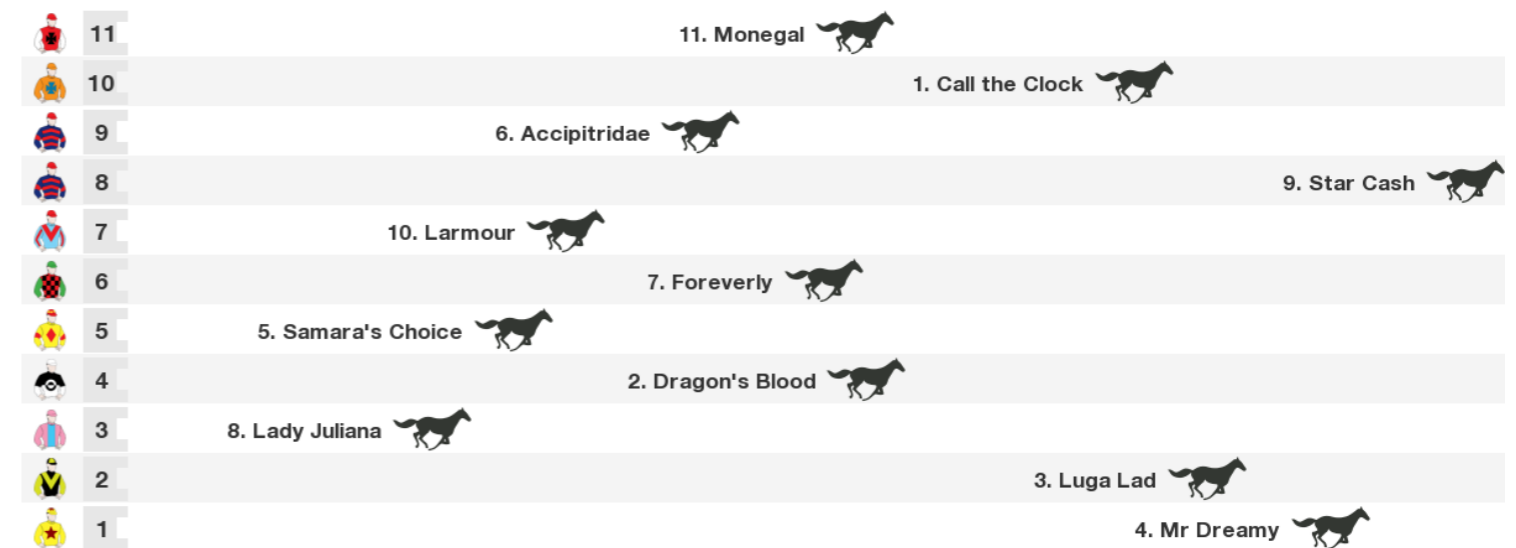 11 11. Monegal
10 1. Call the Clock
9 6. Accipitridae
8 9. Star Cash
7 10. Larmour
6 7. Foreverly
5 5. Samara's Choice
4 2. Dragon's Blood
3 8. Lady Juliana
2 3. Luga Lad
1 4. Mr Dreamy